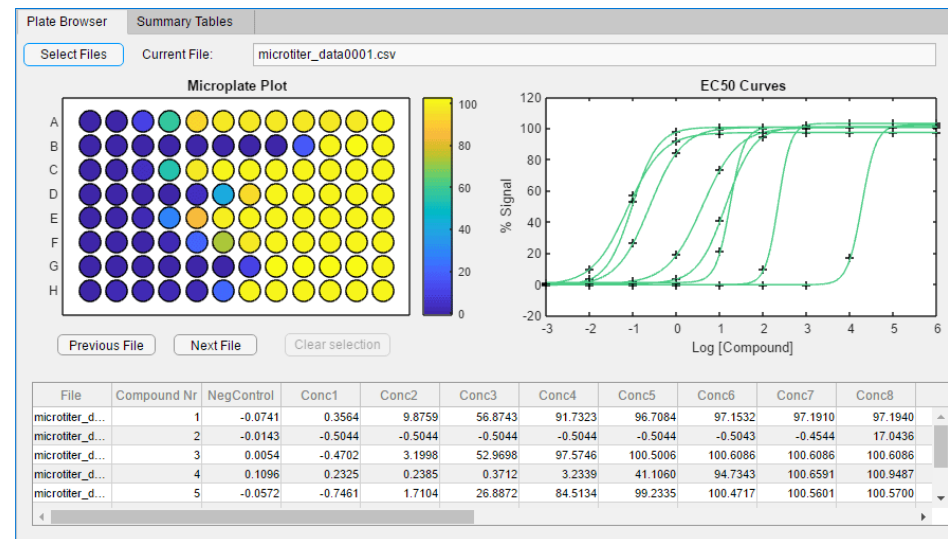 Plate Browser Summary Tables
Select Files Current File: microtiter_data0001.csv
Microplate Plot
A
B
C
D
E
F
G
H
100
80
60
40
20
0
Previous File Next File Clear selection
EC50 Curves
% Signal
120
100
80
60
40
20
0
-20
-3 -2 -1 0 1 2 3 4 5 6
Log [Compound]
File Compound Nr NegControl Conc1 Conc2 Conc3 Conc4 Conc5 Conc6 Conc7 Conc8
microtiter_d... 1 -0.0741 0.3564 9.8759 56.8743 91.7323 96.7084 97.1532 97.1910 97.1940
microtiter_d... 2 -0.0143 -0.5044 -0.5044 -0.5044 -0.5044 -0.5044 -0.5043 -0.4544 17.0436
microtiter_d... 3 0.0054 -0.4702 3.1998 52.9698 97.5746 100.5006 100.6086 100.6086 100.6086
microtiter_d... 4 0.1096 0.2325 0.2385 0.3712 3.2339 41.1060 94.7343 100.6591 100.9487
microtiter_d... 5 -0.0572 -0.7461 1.7104 26.8872 84.5134 99.2335 100.4717 100.5601 100.5700